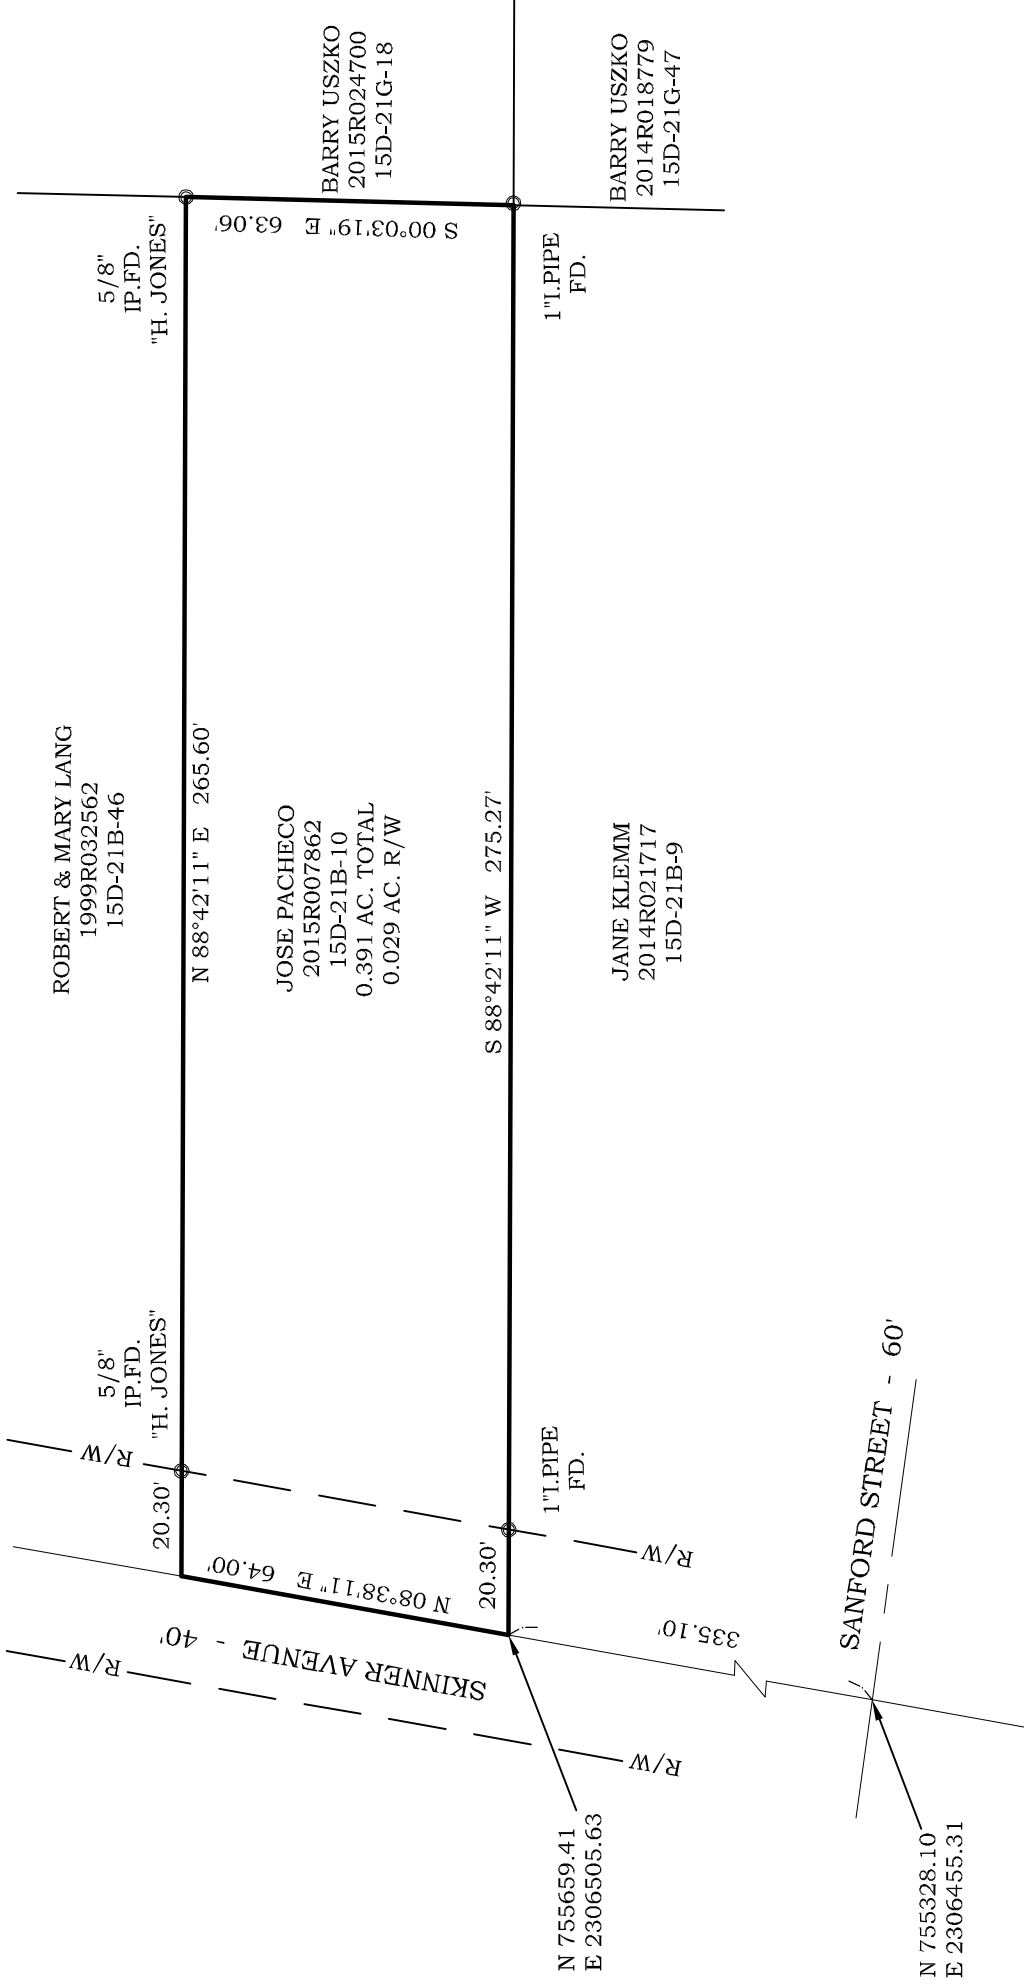 BARRY USZKO
2015R024700
15D-21G-18
BARRY USZKO
2014R018779
15D-21G-47
S 00°03'19" E 63.06'
5/8"
IP.FD.
"H. JONES"
1"I.PIPE
FD.
ROBERT & MARY LANG
1999R032562
15D-21B-46
N 88°42'11" E 265.60'
JOSE PACHECO
2015R007862
15D-21B-10
0.391 AC. TOTAL
0.029 AC. R/W
S 88°42'11" W 275.27'
JANE KLEMM
2014R021717
15D-21B-9
5/8"
IP.FD.
"H. JONES"
R/W
20.30'
1"I.PIPE
FD.
R/W
20.30'
N 08°38'11" E 64.00'
SKINNER AVENUE - 40'
R/W
R/W
335.10'
SANFORD STREET - 60'
N 755659.41
E 2306505.63
N 755328.10
E 2306455.31